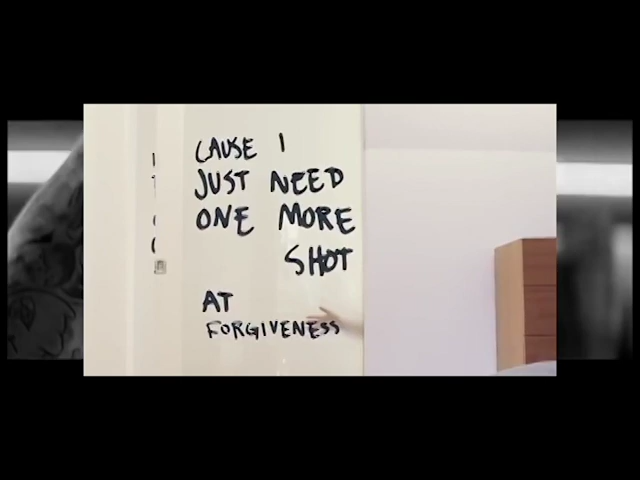 CAUSE I
JUST NEED
ONE MORE
SHOT
AT
FORGIVENESS